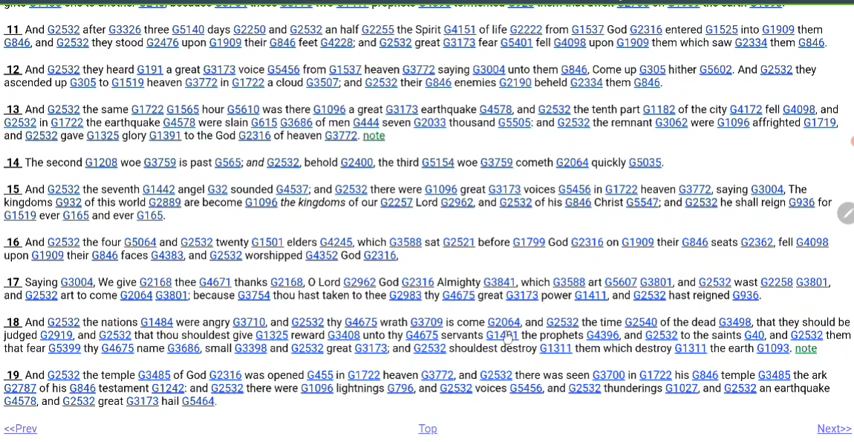 11 And G2532 after G3326 three G5140 days G2250 and G2532 an half G2255 the Spirit G4151 of life G2222 from G1537 God G2316 entered G1525 into G1909 them
G846, and G2532 they stood G2476 upon G1909 their G846 feet G4228; and G2532 great G3173 fear G5401 fell G4098 upon G1909 them which saw G2334 them G846.
12 And G2532 they heard G191 a great G3173 voice G5456 from G1537 heaven G3772 saying G3004 unto them G846, Come up G305 hither G5602. And G2532 they
ascended up G305 to G1519 heaven G3772 in G1722 a cloud G3507; and G2532 their G846 enemies G2190 beheld G2334 them G846.
13 And G2532 the same G1722 G1565 hour G5610 was there G1096 a great G3173 earthquake G4578, and G2532 the tenth part G1182 of the city G4172 fell G4098, and
G2532 in G1722 the earthquake G4578 were slain G615 G3686 of men G444 seven G2033 thousand G5505: and G2532 the remnant G3062 were G1096 affrighted G1719,
and G2532 gave G1325 glory G1391 to the God G2316 of heaven G3772. note
14 The second G1208 woe G3759 is past G565; and G2532, behold G2400, the third G5154 woe G3759 cometh G2064 quickly G5035.
15 And G2532 the seventh G1442 angel G32 sounded G4537; and G2532 there were G1096 great G3173 voices G5456 in G1722 heaven G3772, saying G3004, The
kingdoms G932 of this world G2889 are become G1096 the kingdoms of our G2257 Lord G2962, and G2532 of his G846 Christ G5547; and G2532 he shall reign G936 for
G1519 ever G165 and ever G165.
16 And G2532 the four G5064 and G2532 twenty G1501 elders G4245, which G3588 sat G2521 before G1799 God G2316 on G1909 their G846 seats G2362, fell G4098
upon G1909 their G846 faces G4383, and G2532 worshipped G4352 God G2316,
17 Saying G3004, We give G2168 thee G4671 thanks G2168, O Lord G2962 God G2316 Almighty G3841, which G3588 art G5607 G3801, and G2532 wast G2258 G3801,
and G2532 art to come G2064 G3801; because G3754 thou hast taken to thee G2983 thy G4675 great G3173 power G1411, and G2532 hast reigned G936.
18 And G2532 the nations G1484 were angry G3710, and G2532 thy G4675 wrath G3709 is come G2064, and G2532 the time G2540 of the dead G3498, that they should be
judged G2919, and G2532 that thou shouldest give G1325 reward G3408 unto thy G4675 servants the prophets G4396, and G2532 to the saints G40, and G2532 them
that fear G5399 thy G4675 name G3686, small G3398 and G2532 great G3173; and G2532 shouldest destroy G1311 them which destroy G1311 the earth G1093. note
19 And G2532 the temple G3485 of God G2316 was opened G455 in G1722 heaven G3772, and G2532 there was seen G3700 in G1722 his G846 temple G3485 the ark
G2787 of his G846 testament G1242: and G2532 there were G1096 lightnings G796, and G2532 voices G5456, and G2532 thunderings G1027, and G2532 an earthquake
G4578, and G2532 great G3173 hail G5464.
<<Prev Top Next>>